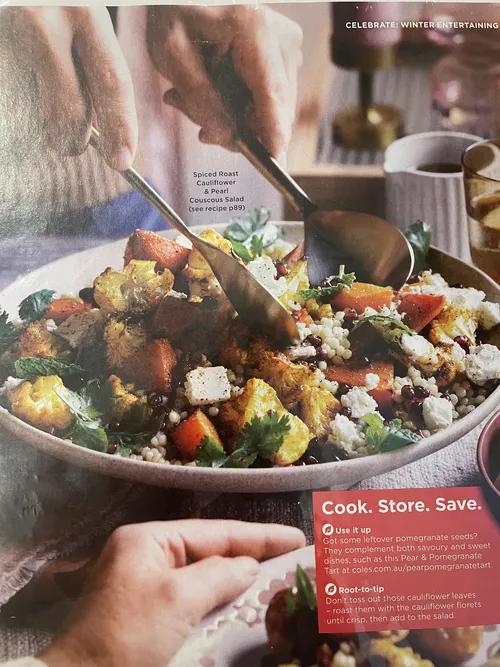 CELEBRATE: WINTER ENTERTAINING
Spiced Roast
Cauliflower
& Pearl
Couscous Salad
(see recipe p89)
Cook. Store. Save.
Use it up
Got some leftover pomegranate seeds?
They complement both savoury and sweet
dishes, such as this Pear & Pomegranate
Tart at coles.com.au/pearpomegranatetart
Root-to-tip
Don't toss out those cauliflower leaves
– roast them with the cauliflower florets
until crisp, then add to the salad.